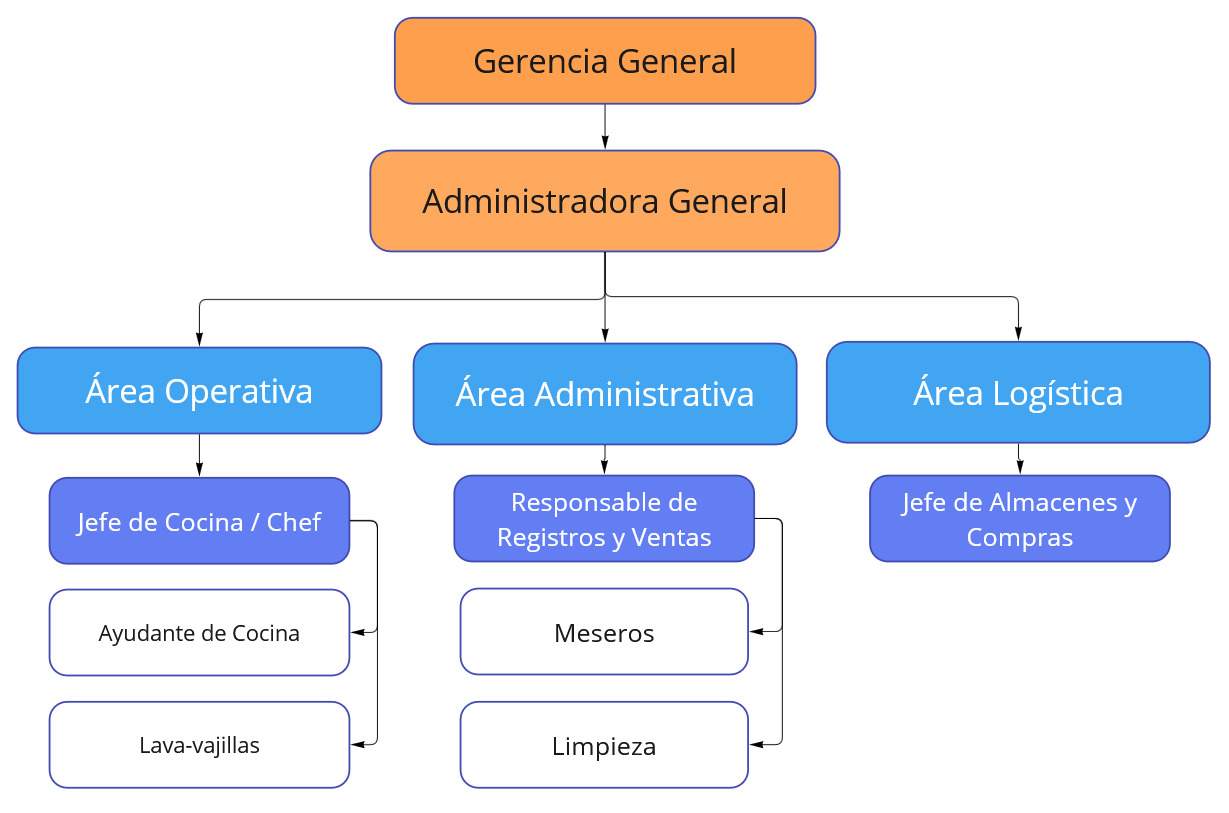 Gerencia General
Administradora General
Área Operativa
Área Administrativa
Área Logística
Jefe de Cocina / Chef
Responsable de
Registros y Ventas
Jefe de Almacenes y
Compras
Ayudante de Cocina
Meseros
Lava-vajillas
Limpieza